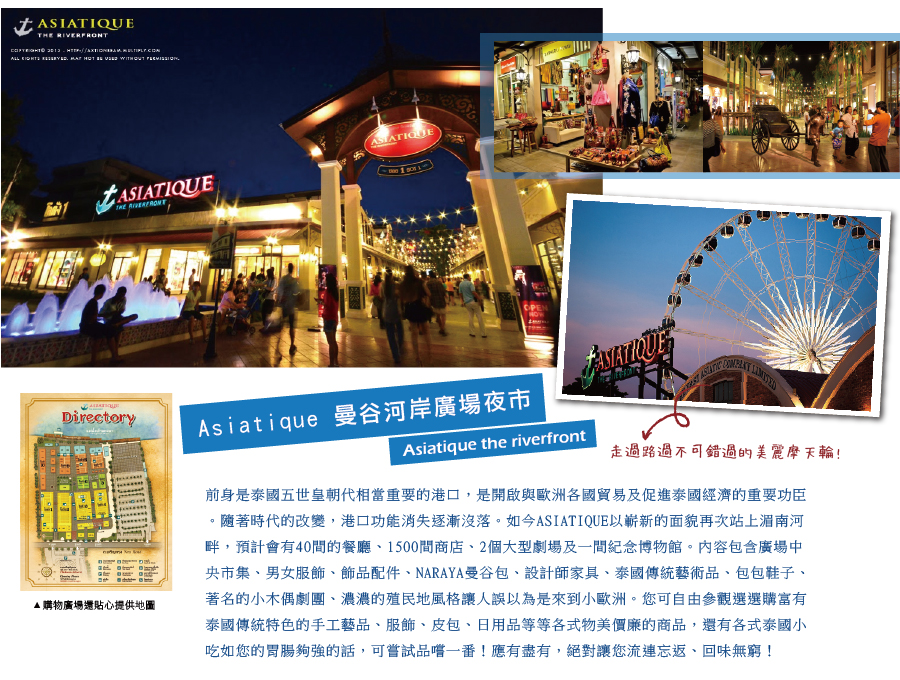 ASIATIQUE
THE RIVERFRONT
COPYRIGHT© 2012 . HTTP://AXTIONTEAM.MULTIPLY.COM
ALL RIGHTS RESERVED. MAY NOT BE USED WITHOUT PERMISSION.
ASIATIQUE
ASIATIQUE
THE RIVERFRONT
OPEN
NOW
ASIATIQUE
EAST ASIATIC COMPANY LIMITED
走過路過不可錯過的美麗摩天輪!
Directory
Asiatique 曼谷河岸廣場夜市
Asiatique the riverfront
▲購物廣場還貼心提供地圖
前身是泰國五世皇朝代相當重要的港口，是開啟與歐洲各國貿易及促進泰國經濟的重要功臣
。隨著時代的改變，港口功能消失逐漸沒落。如今ASIATIQUE以嶄新的面貌再次站上湄南河
畔，預計會有40間的餐廳、1500間商店、2個大型劇場及一間紀念博物館。內容包含廣場中
央市集、男女服飾、飾品配件、NARAYA曼谷包、設計師家具、泰國傳統藝術品、包包鞋子、
著名的小木偶劇團、濃濃的殖民地風格讓人誤以為是來到小歐洲。您可自由參觀選選購富有
泰國傳統特色的手工藝品、服飾、皮包、日用品等等各式物美價廉的商品，還有各式泰國小
吃如您的胃腸夠強的話，可嘗試品嚐一番！應有盡有，絕對讓您流連忘返、回味無窮！